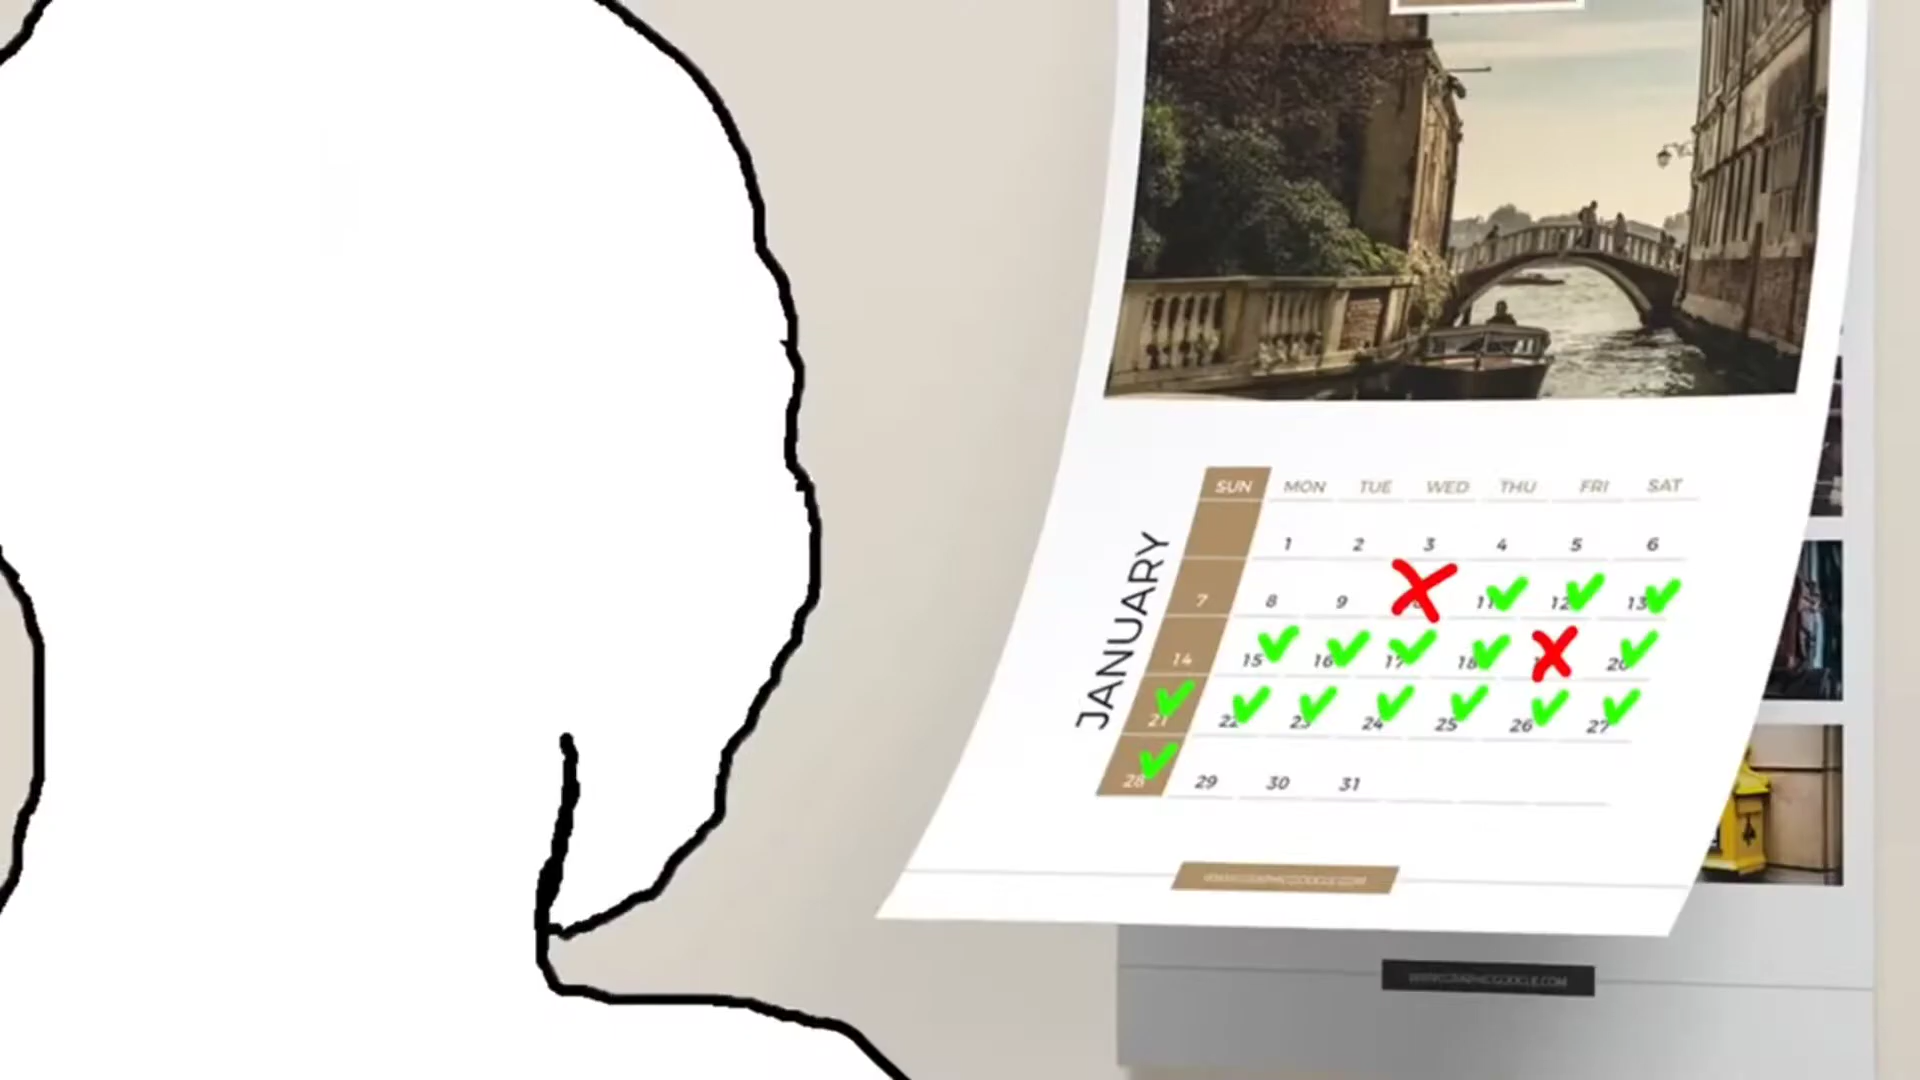 SUN MON TUE WED THU FRI SAT
1 2 3 4 5 6
7 8 9 11 12 13
14 15 16 17 18 20
21 22 23 24 25 26 27
28 29 30 31
JANUARY